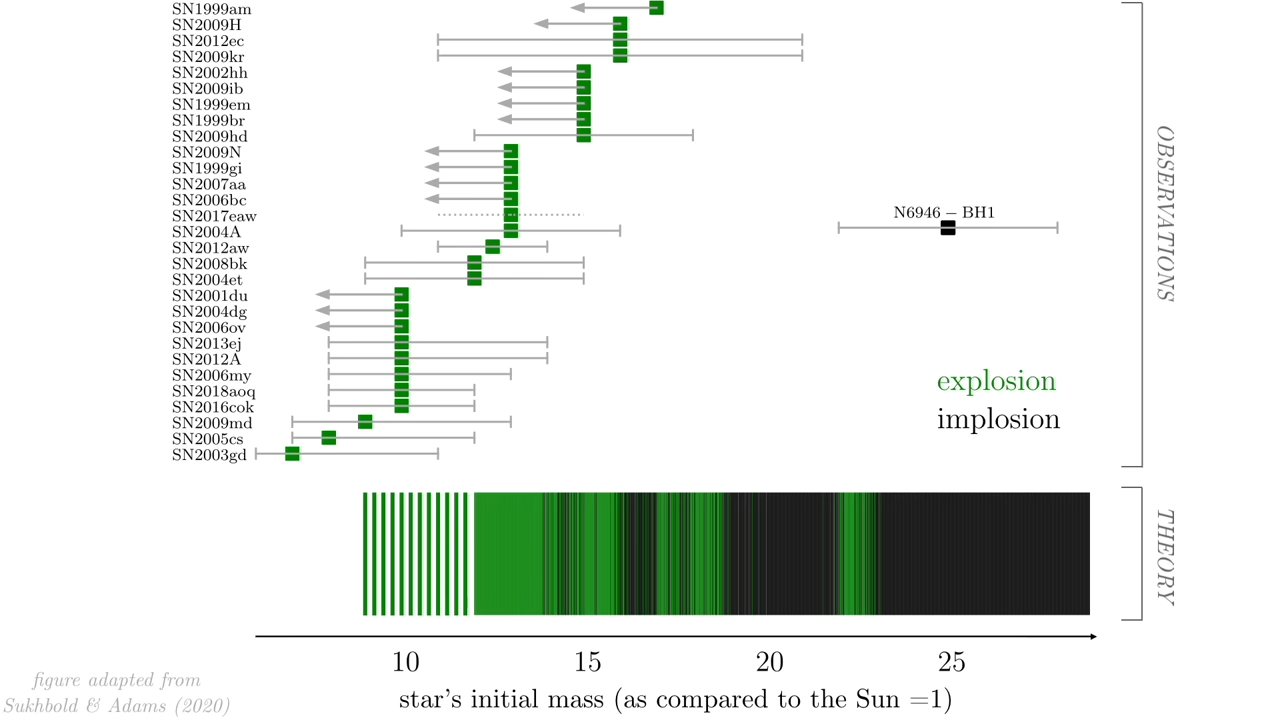 SN1999am
SN2009H
SN2012ec
SN2009kr
SN2002hh
SN2009ib
SN1999em
SN1999br
SN2009hd
SN2009N
SN1999gi
SN2007aa
SN2006bc
SN2017eaw
SN2004A
SN2012aw
SN2008bk
SN2004et
SN2001du
SN2004dg
SN2006ov
SN2013ej
SN2012A
SN2006my
SN2018aoq
SN2016cok
SN2009md
SN2005cs
SN2003gd
N6946 – BH1
explosion
implosion
OBSERVATIONS
THEORY
10 15 20 25
star's initial mass (as compared to the Sun =1)
figure adapted from
Sukhbold & Adams (2020)